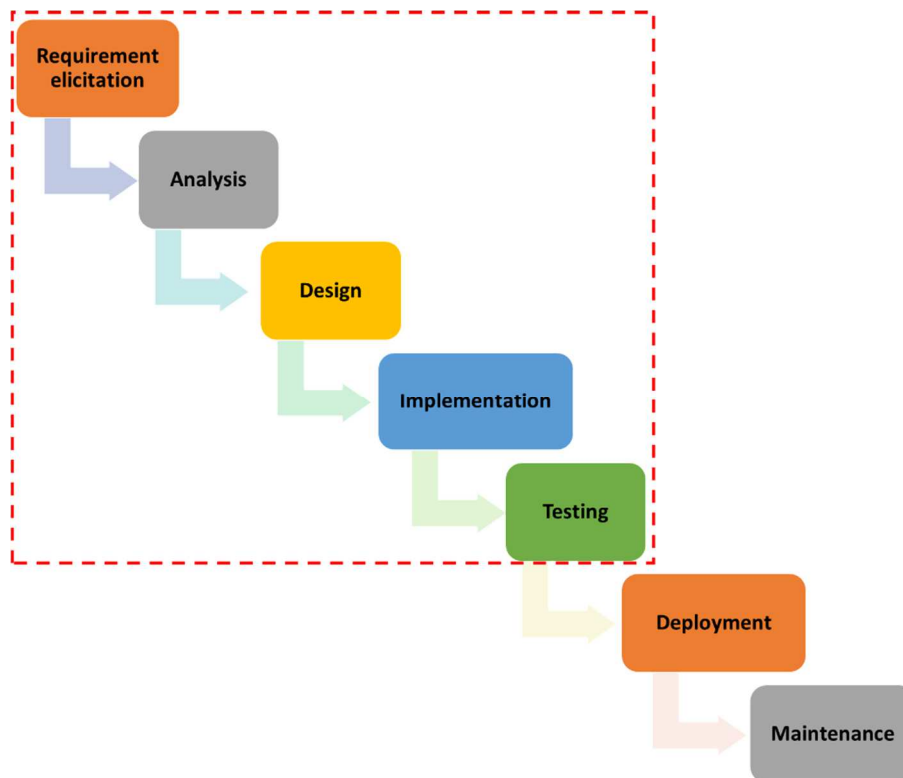 Requirement
elicitation
Analysis
Design
Implementation
Testing
Deployment
Maintenance